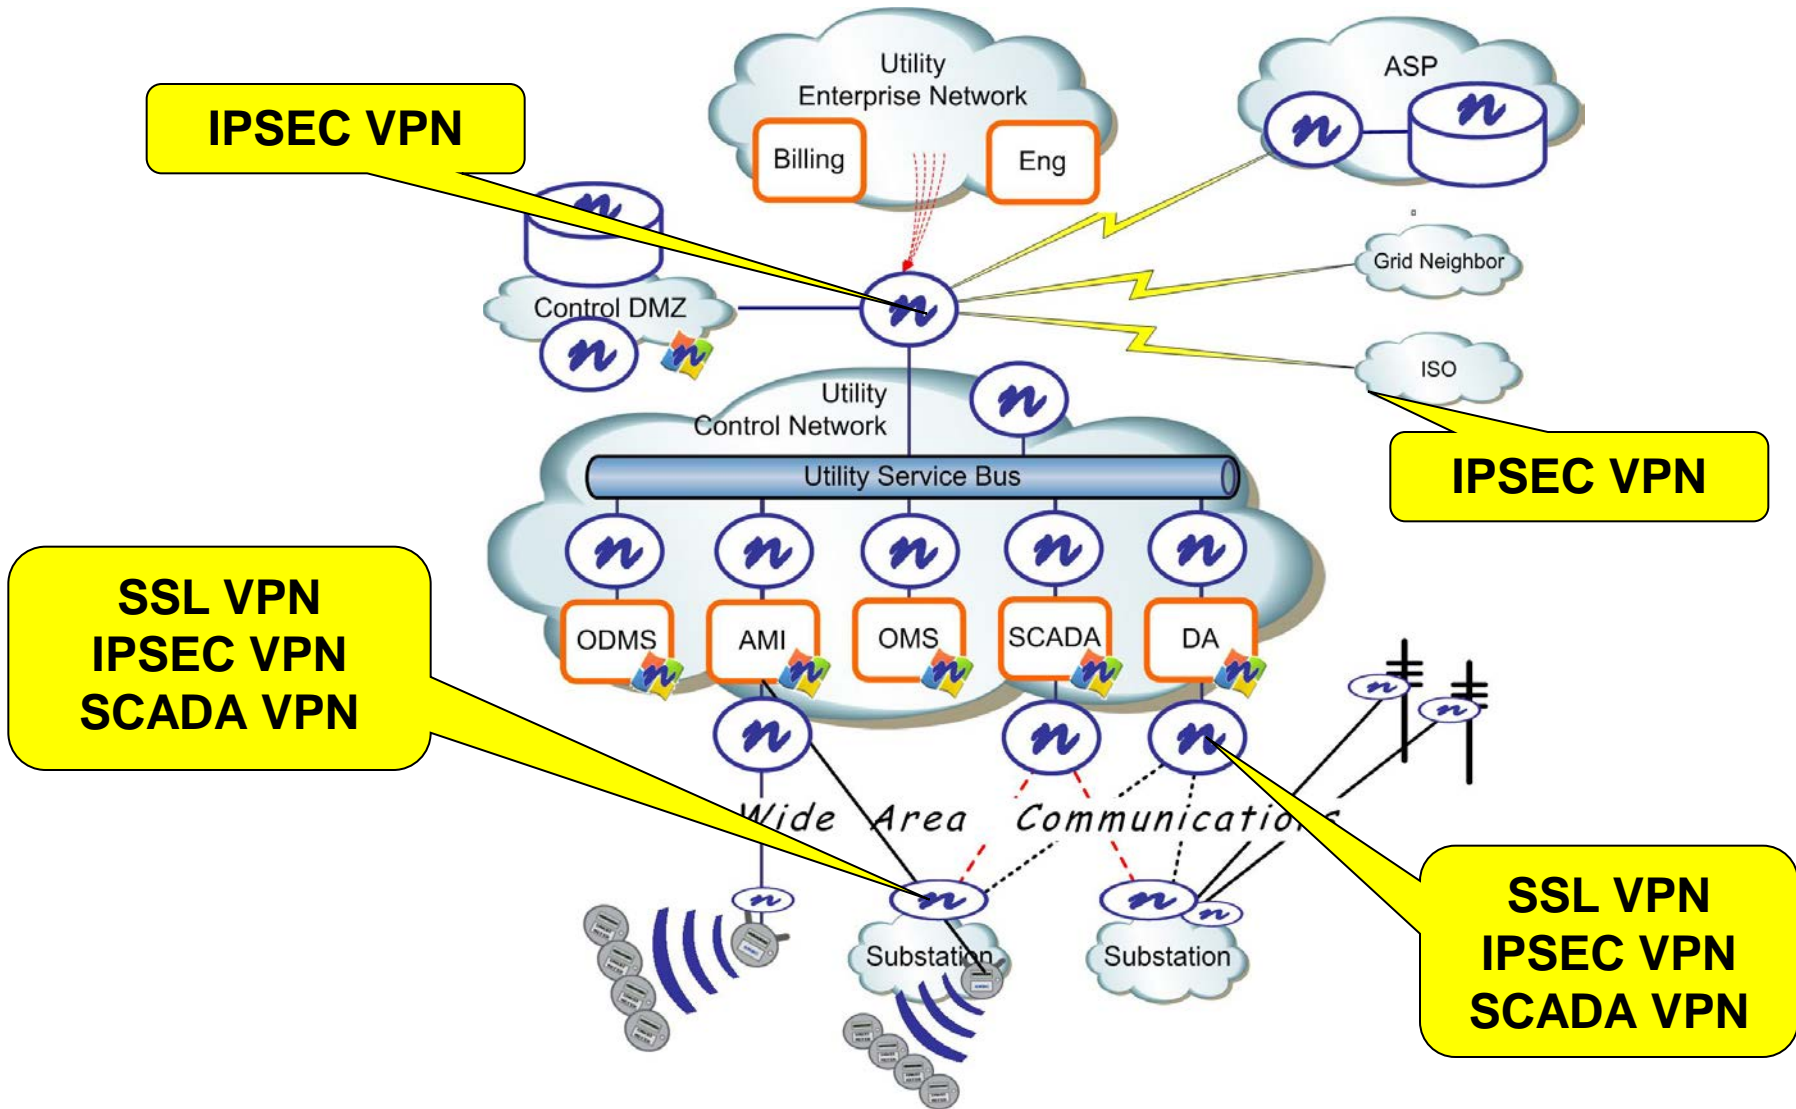 Utility
Enterprise Network
ASP
IPSEC VPN
Billing
Eng
n
n
n
Grid Neighbor
Control DMZ
n
n
n
ISO
Utility
Control Network
n
IPSEC VPN
Utility Service Bus
n
n
n
n
n
SSL VPN
IPSEC VPN
SCADA VPN
ODMS
AMI
OMS
SCADA
DA
n
n
n
n
n
n
n
n
n
n
Wide Area Communications
n
n
n
n
Substation
Substation
SSL VPN
IPSEC VPN
SCADA VPN